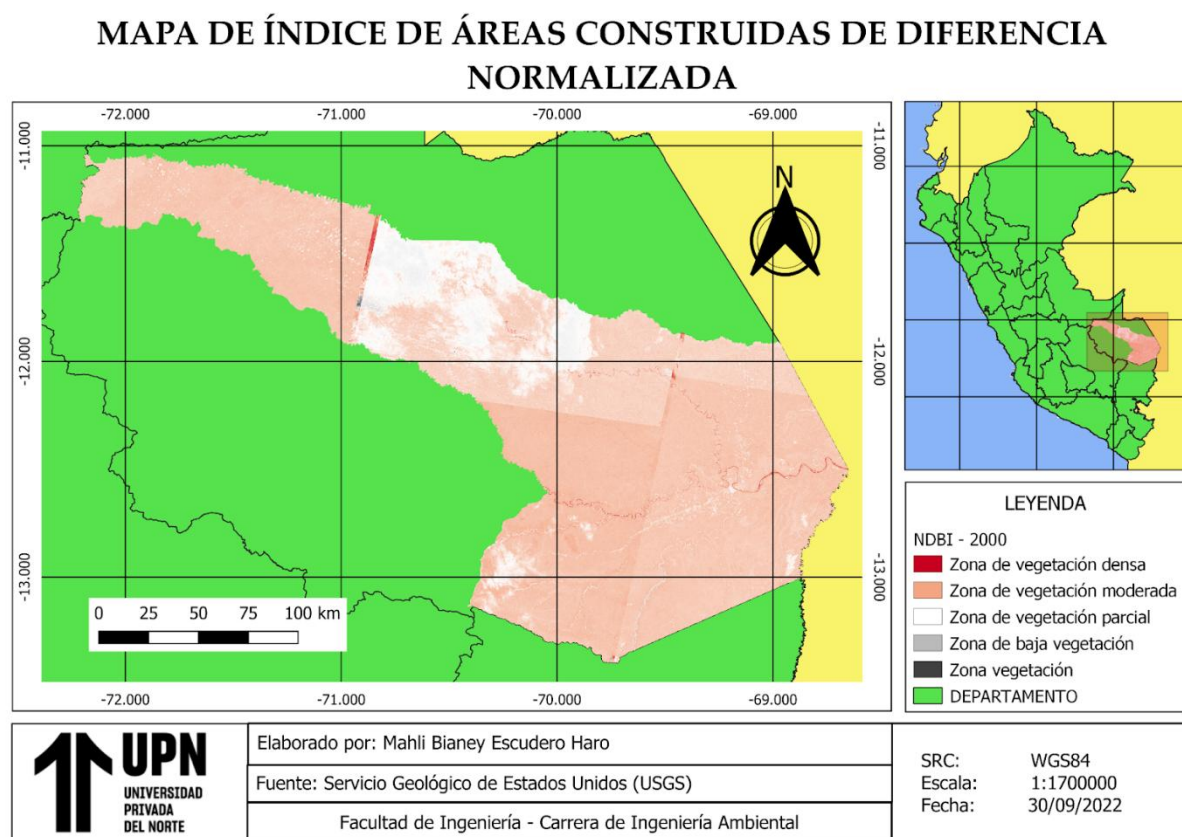 MAPA DE ÍNDICE DE ÁREAS CONSTRUIDAS DE DIFERENCIA
NORMALIZADA
-72.000 -71.000 -70.000 -69.000
-11.000
-12.000
-13.000
N
0 25 50 75 100 km
-11.000
-12.000
-13.000
-72.000 -71.000 -70.000 -69.000
LEYENDA
NDBI - 2000
Zona de vegetación densa
Zona de vegetación moderada
Zona de vegetación parcial
Zona de baja vegetación
Zona vegetación
DEPARTAMENTO
UPN
UNIVERSIDAD
PRIVADA
DEL NORTE
Elaborado por: Mahli Bianey Escudero Haro
Fuente: Servicio Geológico de Estados Unidos (USGS)
Facultad de Ingeniería - Carrera de Ingeniería Ambiental
SRC: WGS84
Escala: 1:1700000
Fecha: 30/09/2022